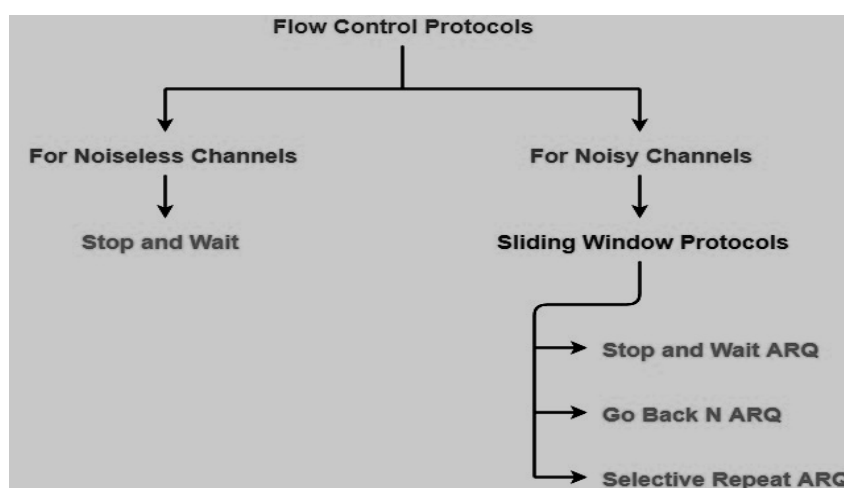 Flow Control Protocols
For Noiseless Channels
For Noisy Channels
Stop and Wait
Sliding Window Protocols
Stop and Wait ARQ
Go Back N ARQ
Selective Repeat ARQ